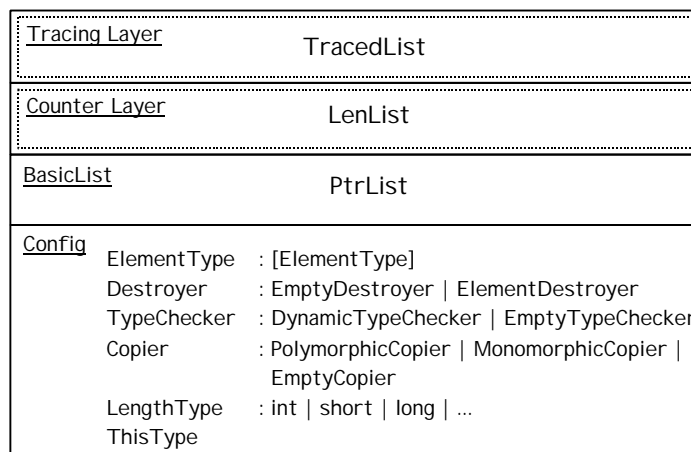 Tracing Layer
TracedList
Counter Layer
LenList
BasicList
PtrList
Config
ElementType : [ElementType]
Destroyer : EmptyDestroyer | ElementDestroyer
TypeChecker : DynamicTypeChecker | EmptyTypeChecker
Copier : PolymorphicCopier | MonomorphicCopier |
EmptyCopier
LengthType : int | short | long | ...
ThisType